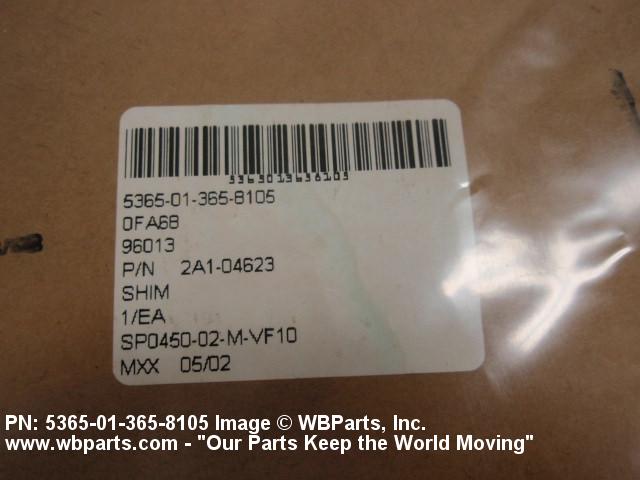 5365013658105
5365-01-365-8105
0FA68
96013
P/N 2A1-04623
SHIM
1/EA
SP0450-02-M-VF10
MXX 05/02
PN: 5365-01-365-8105 Image © WBParts, Inc.
www.wbparts.com - "Our Parts Keep the World Moving"